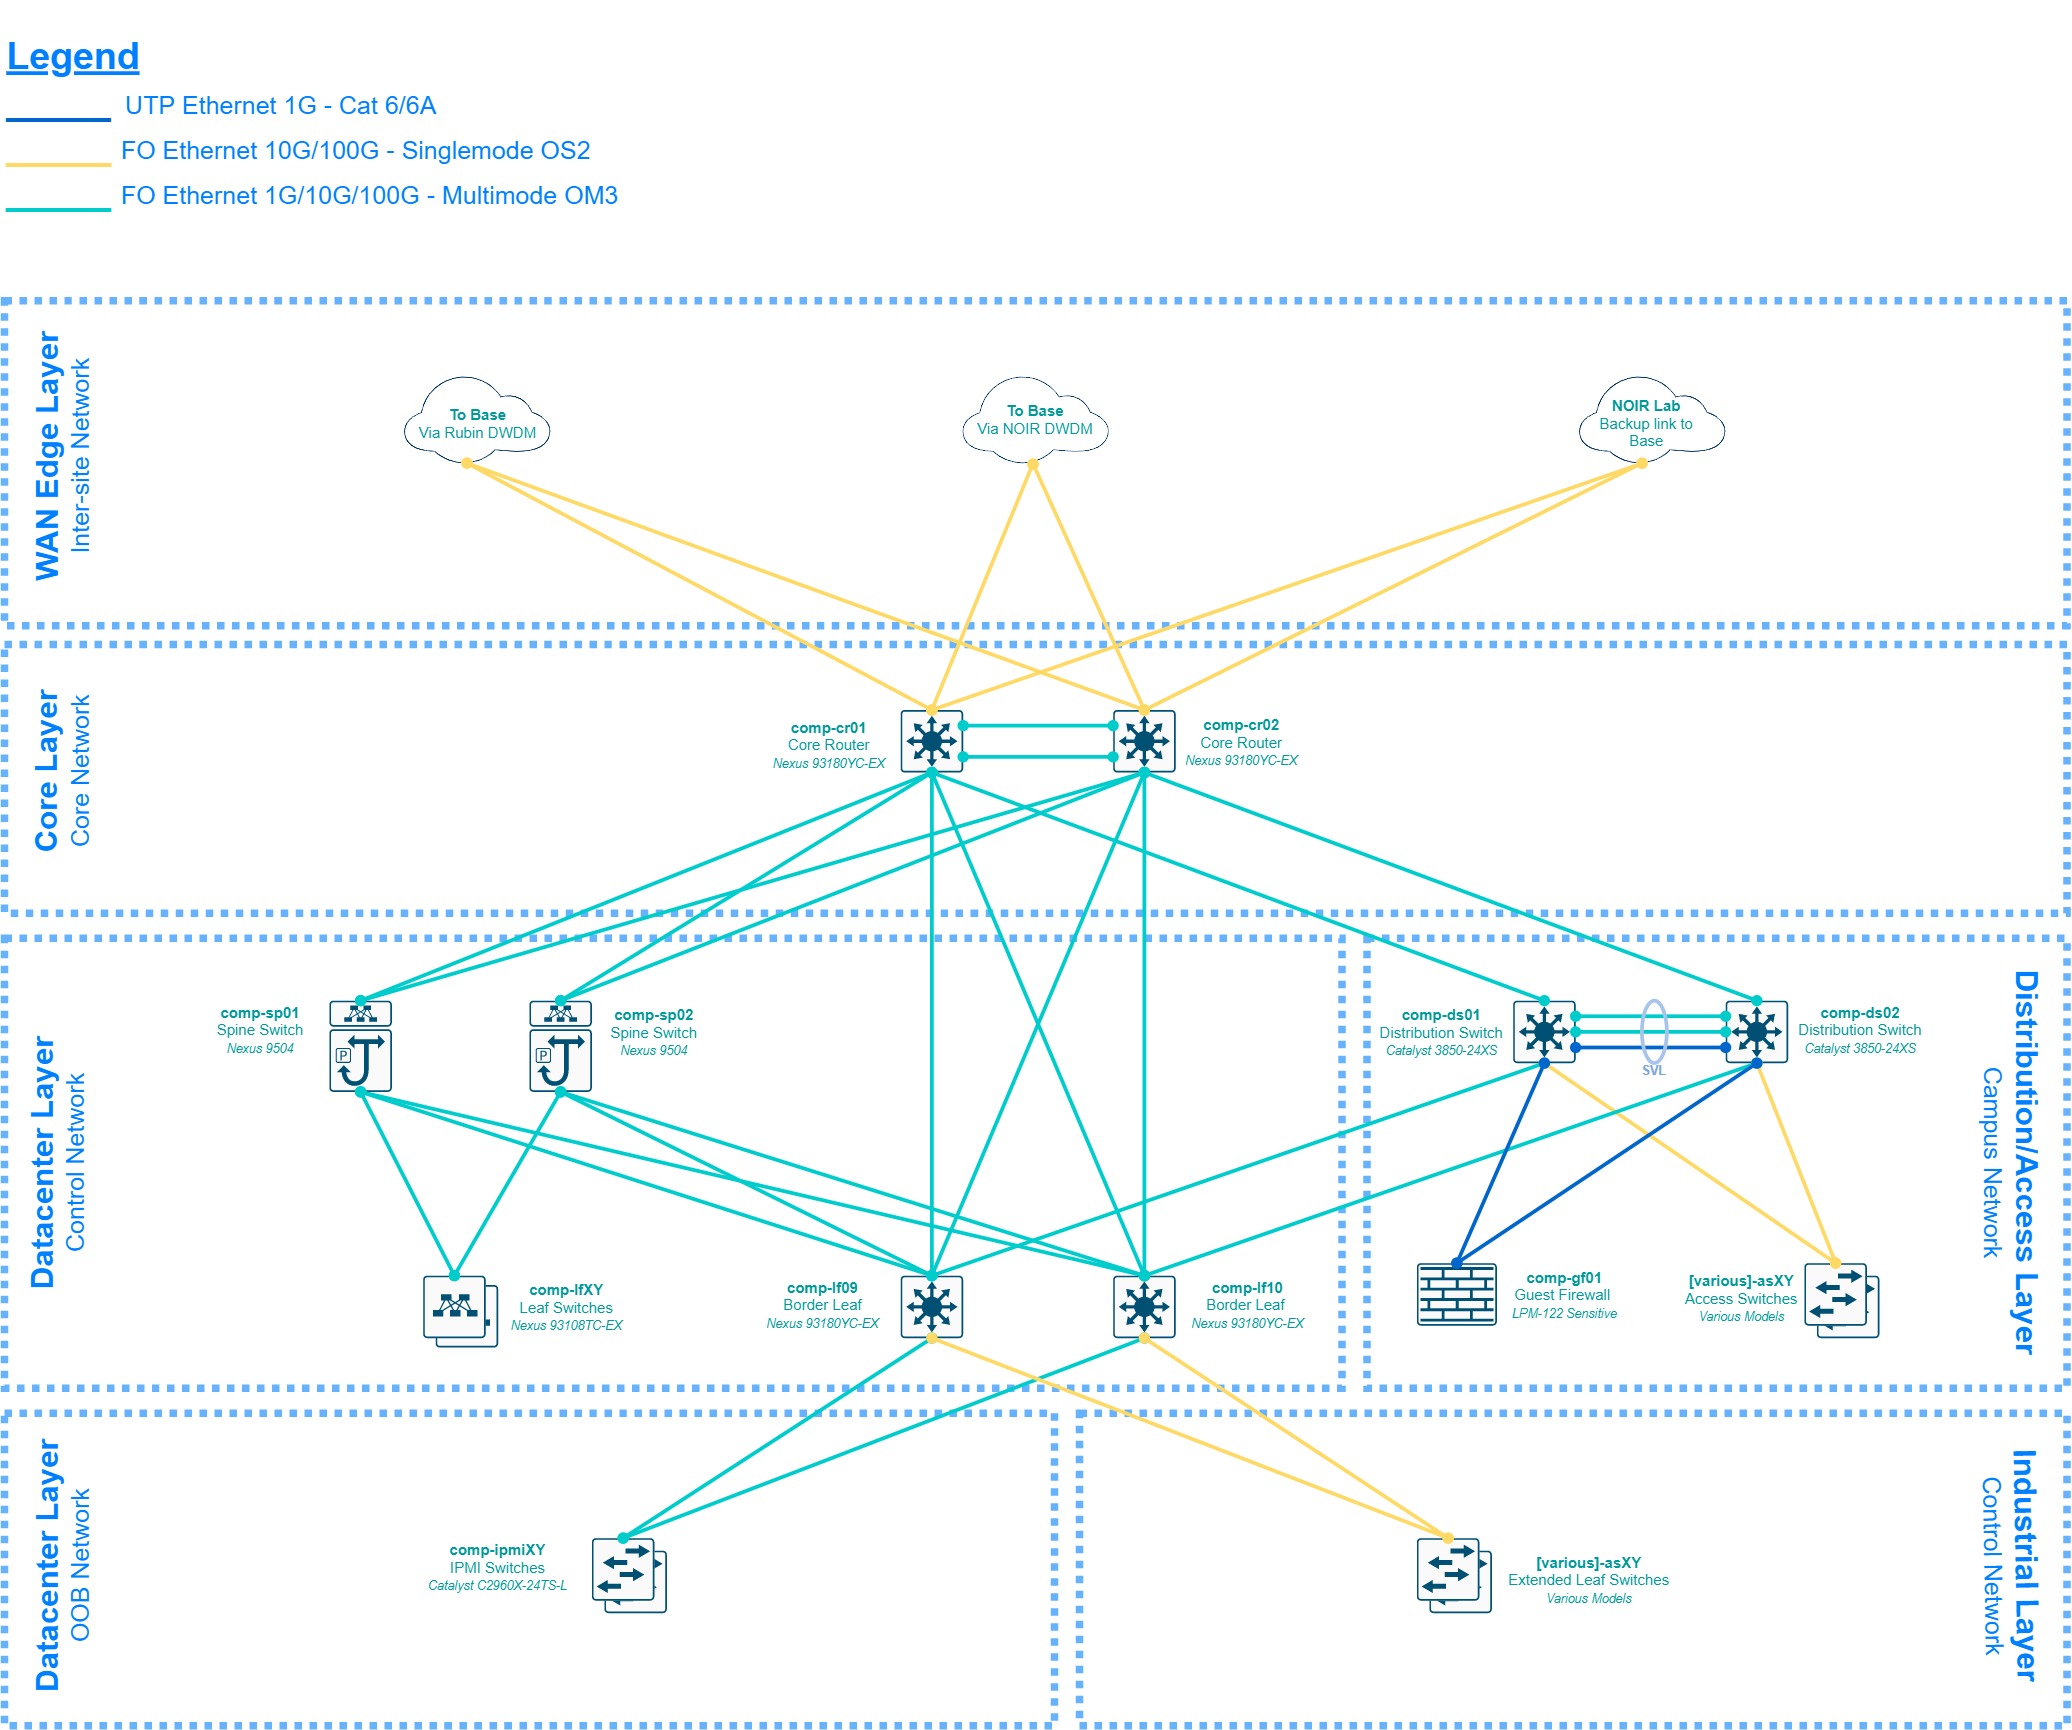 Legend
UTP Ethernet 1G - Cat 6/6A
FO Ethernet 10G/100G - Singlemode OS2
FO Ethernet 1G/10G/100G - Multimode OM3
WAN Edge Layer
Inter-site Network
To Base
Via Rubin DWDM
To Base
Via NOIR DWDM
NOIR Lab
Backup link to
Base
Core Layer
Core Network
comp-cr01
Core Router
Nexus 93180YC-EX
comp-cr02
Core Router
Nexus 93180YC-EX
Datacenter Layer
Control Network
comp-sp01
Spine Switch
Nexus 9504
P
comp-sp02
Spine Switch
Nexus 9504
P
comp-lfXY
Leaf Switches
Nexus 93108TC-EX
comp-lf09
Border Leaf
Nexus 93180YC-EX
comp-lf10
Border Leaf
Nexus 93180YC-EX
Distribution/Access Layer
Campus Network
comp-ds01
Distribution Switch
Catalyst 3850-24XS
SVL
comp-ds02
Distribution Switch
Catalyst 3850-24XS
comp-gf01
Guest Firewall
LPM-122 Sensitive
[various]-asXY
Access Switches
Various Models
Datacenter Layer
OOB Network
comp-ipmiXY
IPMI Switches
Catalyst C2960X-24TS-L
Industrial Layer
Control Network
[various]-asXY
Extended Leaf Switches
Various Models